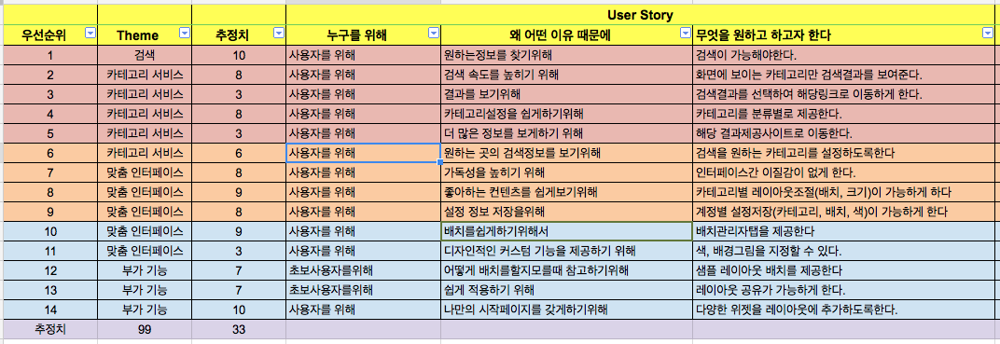 User Story
우선순위 Theme 추정치 누구를 위해 왜 어떤 이유 때문에 무엇을 원하고 하고자 한다
1 검색 10 사용자를 위해 원하는정보를 찾기위해 검색이 가능해야한다.
2 카테고리 서비스 8 사용자를 위해 검색 속도를 높히기 위해 화면에 보이는 카테고리만 검색결과를 보여준다.
3 카테고리 서비스 3 사용자를 위해 결과를 보기위해 검색결과를 선택하여 해당링크로 이동하게 한다.
4 카테고리 서비스 8 사용자를 위해 카테고리설정을 쉽게하기위해 카테고리를 분류별로 제공한다.
5 카테고리 서비스 3 사용자를 위해 더 많은 정보를 보게하기 위해 해당 결과제공사이트로 이동한다.
6 카테고리 서비스 6 사용자를 위해 원하는 곳의 검색정보를 보기위해 검색을 원하는 카테고리를 설정하도록한다
7 맞춤 인터페이스 8 사용자를 위해 가독성을 높히기 위해 인터페이스간 이질감이 없게 한다.
8 맞춤 인터페이스 9 사용자를 위해 좋아하는 컨텐츠를 쉽게보기위해 카테고리별 레이아웃조절(배치, 크기)이 가능하게 하다
9 맞춤 인터페이스 8 사용자를 위해 설정 정보 저장을위해 계정별 설정저장(카테고리, 배치, 색)이 가능하게 한다
10 맞춤 인터페이스 9 사용자를 위해 배치를쉽게하기위해서 배치관리자탭을 제공한다
11 맞춤 인터페이스 3 사용자를 위해 디자인적인 커스텀 기능을 제공하기 위해 색, 배경그림을 지정할 수 있다.
12 부가 기능 7 초보사용자를위해 어떻게 배치를할지모를때 참고하기위해 샘플 레이아웃 배치를 제공한다
13 부가 기능 7 초보사용자를위해 쉽게 적용하기 위해 레이아웃 공유가 가능하게 한다.
14 부가 기능 10 사용자를 위해 나만의 시작페이지를 갖게하기위해 다양한 위젯을 레이아웃에 추가하도록한다.
추정치 99 33